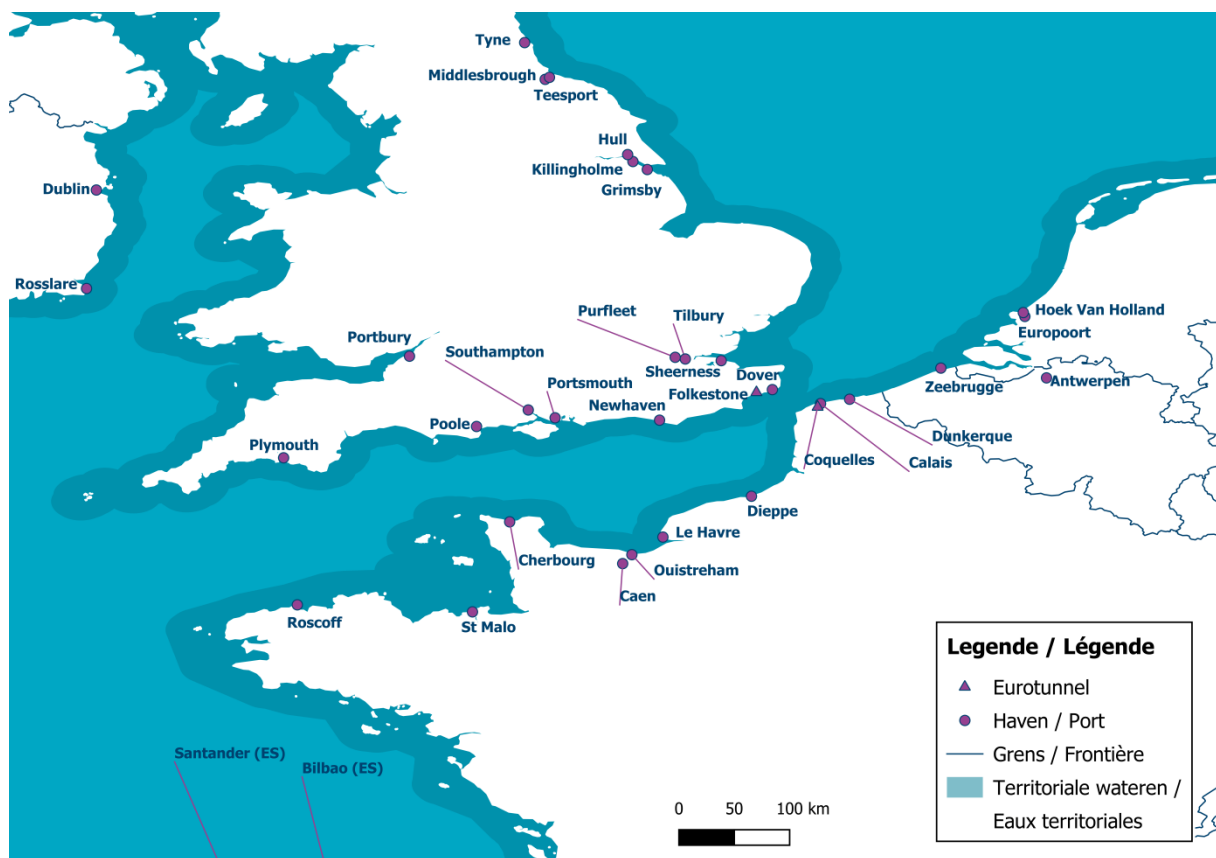 Tyne
Middlesbrough
Teesport
Hull
Killingholme
Grimsby
Dublin
Rosslare
Hoek Van Holland
Europoort
Purfleet
Tilbury
Portbury
Southampton
Sheerness
Dover
Zeebrugge
Antwerpen
Portsmouth
Folkestone
Newhaven
Poole
Plymouth
Dunkerque
Coquelles
Calais
Dieppe
Le Havre
Cherbourg
Ouistreham
Caen
Roscoff
St Malo
Santander (ES)
Bilbao (ES)
0 50 100 km
Legende / Légende
Eurotunnel
Haven / Port
Grens / Frontière
Territoriale wateren /
Eaux territoriales